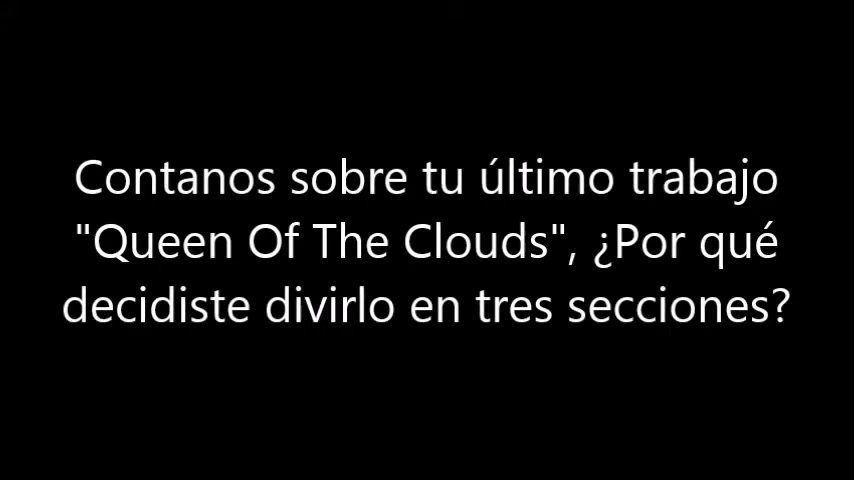 Contanos sobre tu último trabajo
"Queen Of The Clouds", ¿Por qué
decidiste divirlo en tres secciones?